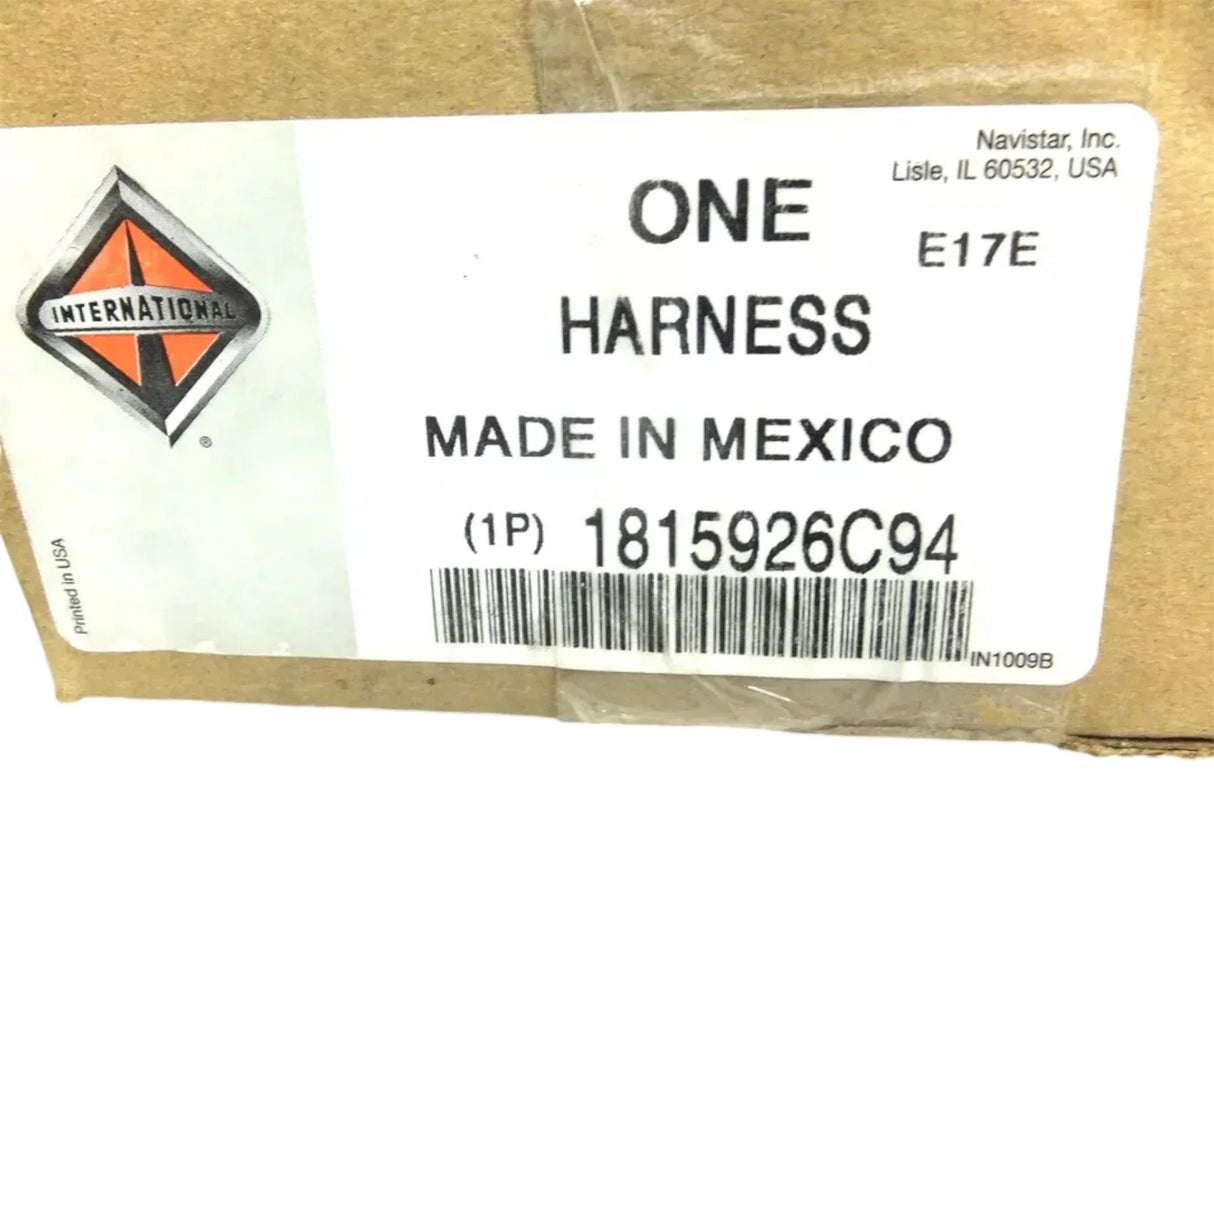 Navistar, Inc.
Lisle, IL 60532, USA
ONE
E17E
HARNESS
INTERNATIONAL
®
MADE IN MEXICO
(1P) 1815926C94
Printed in USA
IN1009B